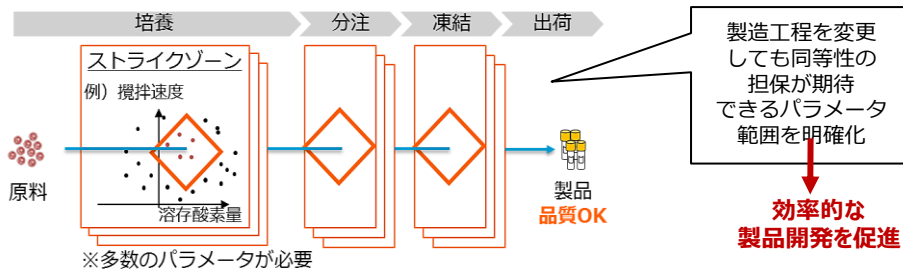 培養
分注
凍結
出荷
ストライクゾーン
例）攪拌速度
溶存酸素量
原料
※多数のパラメータが必要
製品
品質OK
製造工程を変更
しても同等性の
担保が期待
できるパラメータ
範囲を明確化
効率的な
製品開発を促進